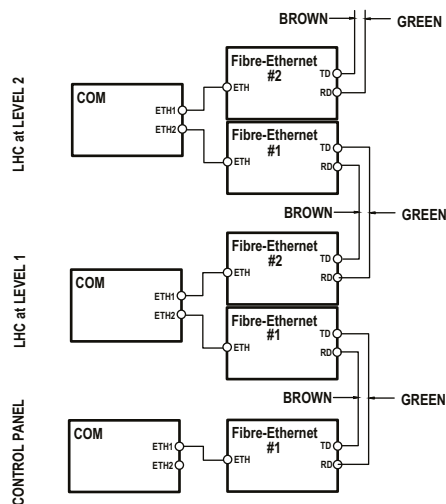 BROWN
GREEN
LHC at LEVEL 2
COM
ETH1
ETH2
Fibre-Ethernet
#2
ETH
TD
RD
Fibre-Ethernet
#1
ETH
TD
RD
BROWN
GREEN
LHC at LEVEL 1
COM
ETH1
ETH2
Fibre-Ethernet
#2
ETH
TD
RD
Fibre-Ethernet
#1
ETH
TD
RD
BROWN
GREEN
CONTROL PANEL
COM
ETH1
ETH2
Fibre-Ethernet
#1
ETH
TD
RD